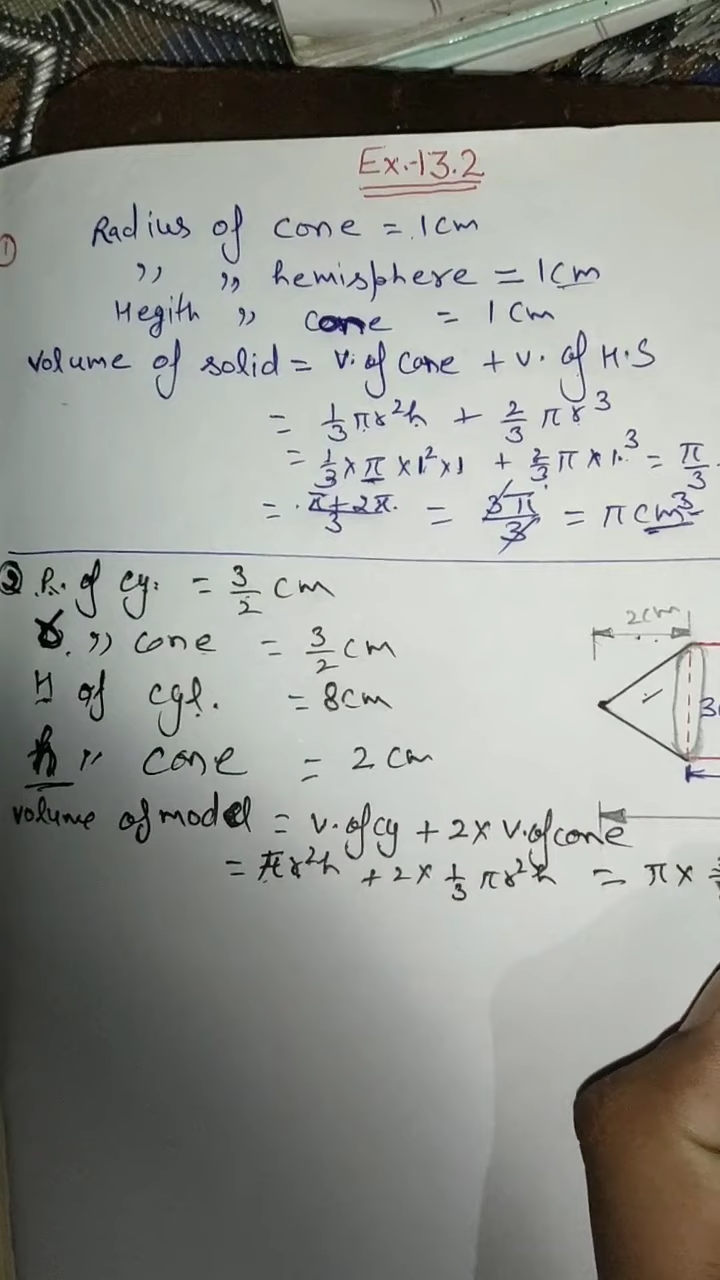 Ex.-13.2
① Radius of cone = 1cm
,, ,, hemisphere = 1cm
Hegith ,, cone = 1cm
volume of solid = v. of cone + v. of H.S
= 1/3 πr²h + 2/3 πr³
= 1/3 × π × 1² × 1 + 2/3 π × 1³ = π/3
= π + 2π / 3 = 3π/3 = π cm³
② R. of cy. = 3/2 cm
r. ,, cone = 3/2 cm
2cm
H of cyl. = 8cm
3
h ,, cone = 2 cm
volume of model = v. of cy + 2× v. of cone
= πr²h + 2 × 1/3 πr²h = π ×